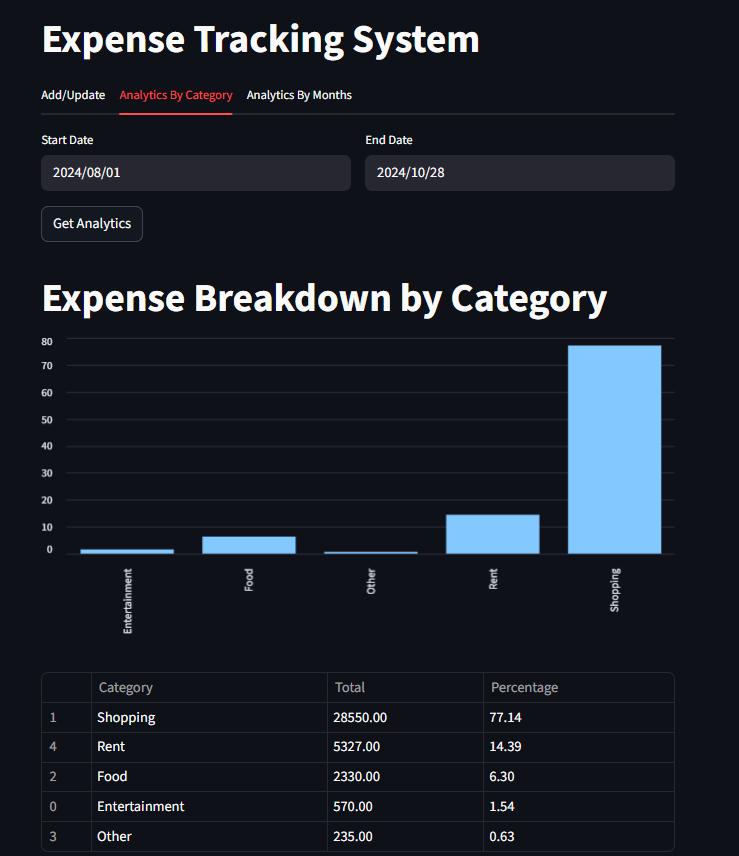 Expense Tracking System
Add/Update Analytics By Category Analytics By Months
Start Date End Date
2024/08/01 2024/10/28
Get Analytics
Expense Breakdown by Category
80
70
60
50
40
30
20
10
0
Entertainment Food Other Rent Shopping
Category Total Percentage
1 Shopping 28550.00 77.14
4 Rent 5327.00 14.39
2 Food 2330.00 6.30
0 Entertainment 570.00 1.54
3 Other 235.00 0.63